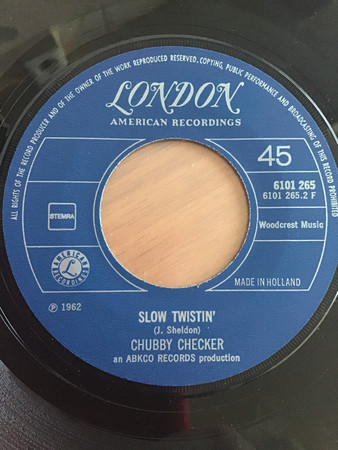 ALL RIGHTS OF THE RECORD PRODUCER AND OF THE OWNER OF THE WORK REPRODUCED RESERVED. COPYING, PUBLIC PERFORMANCE AND BROADCASTING OF THIS RECORD PROHIBITED
LONDON
AMERICAN RECORDINGS
45
6101 265
6101 265.2 F
STEMRA
Woodcrest Music
AMERICAN
L
RECORDINGS
MADE IN HOLLAND
℗ 1962
SLOW TWISTIN'
(J. Sheldon)
CHUBBY CHECKER
an ABKCO RECORDS production